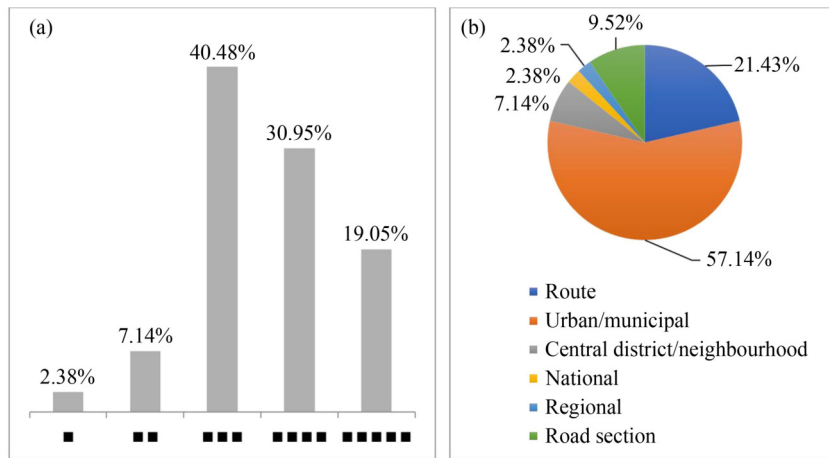 (a)
40.48%
30.95%
19.05%
7.14%
2.38%
■
■ ■
■ ■ ■
■ ■ ■ ■
■ ■ ■ ■ ■
(b)
9.52%
2.38%
2.38%
7.14%
21.43%
57.14%
Route
Urban/municipal
Central district/neighbourhood
National
Regional
Road section